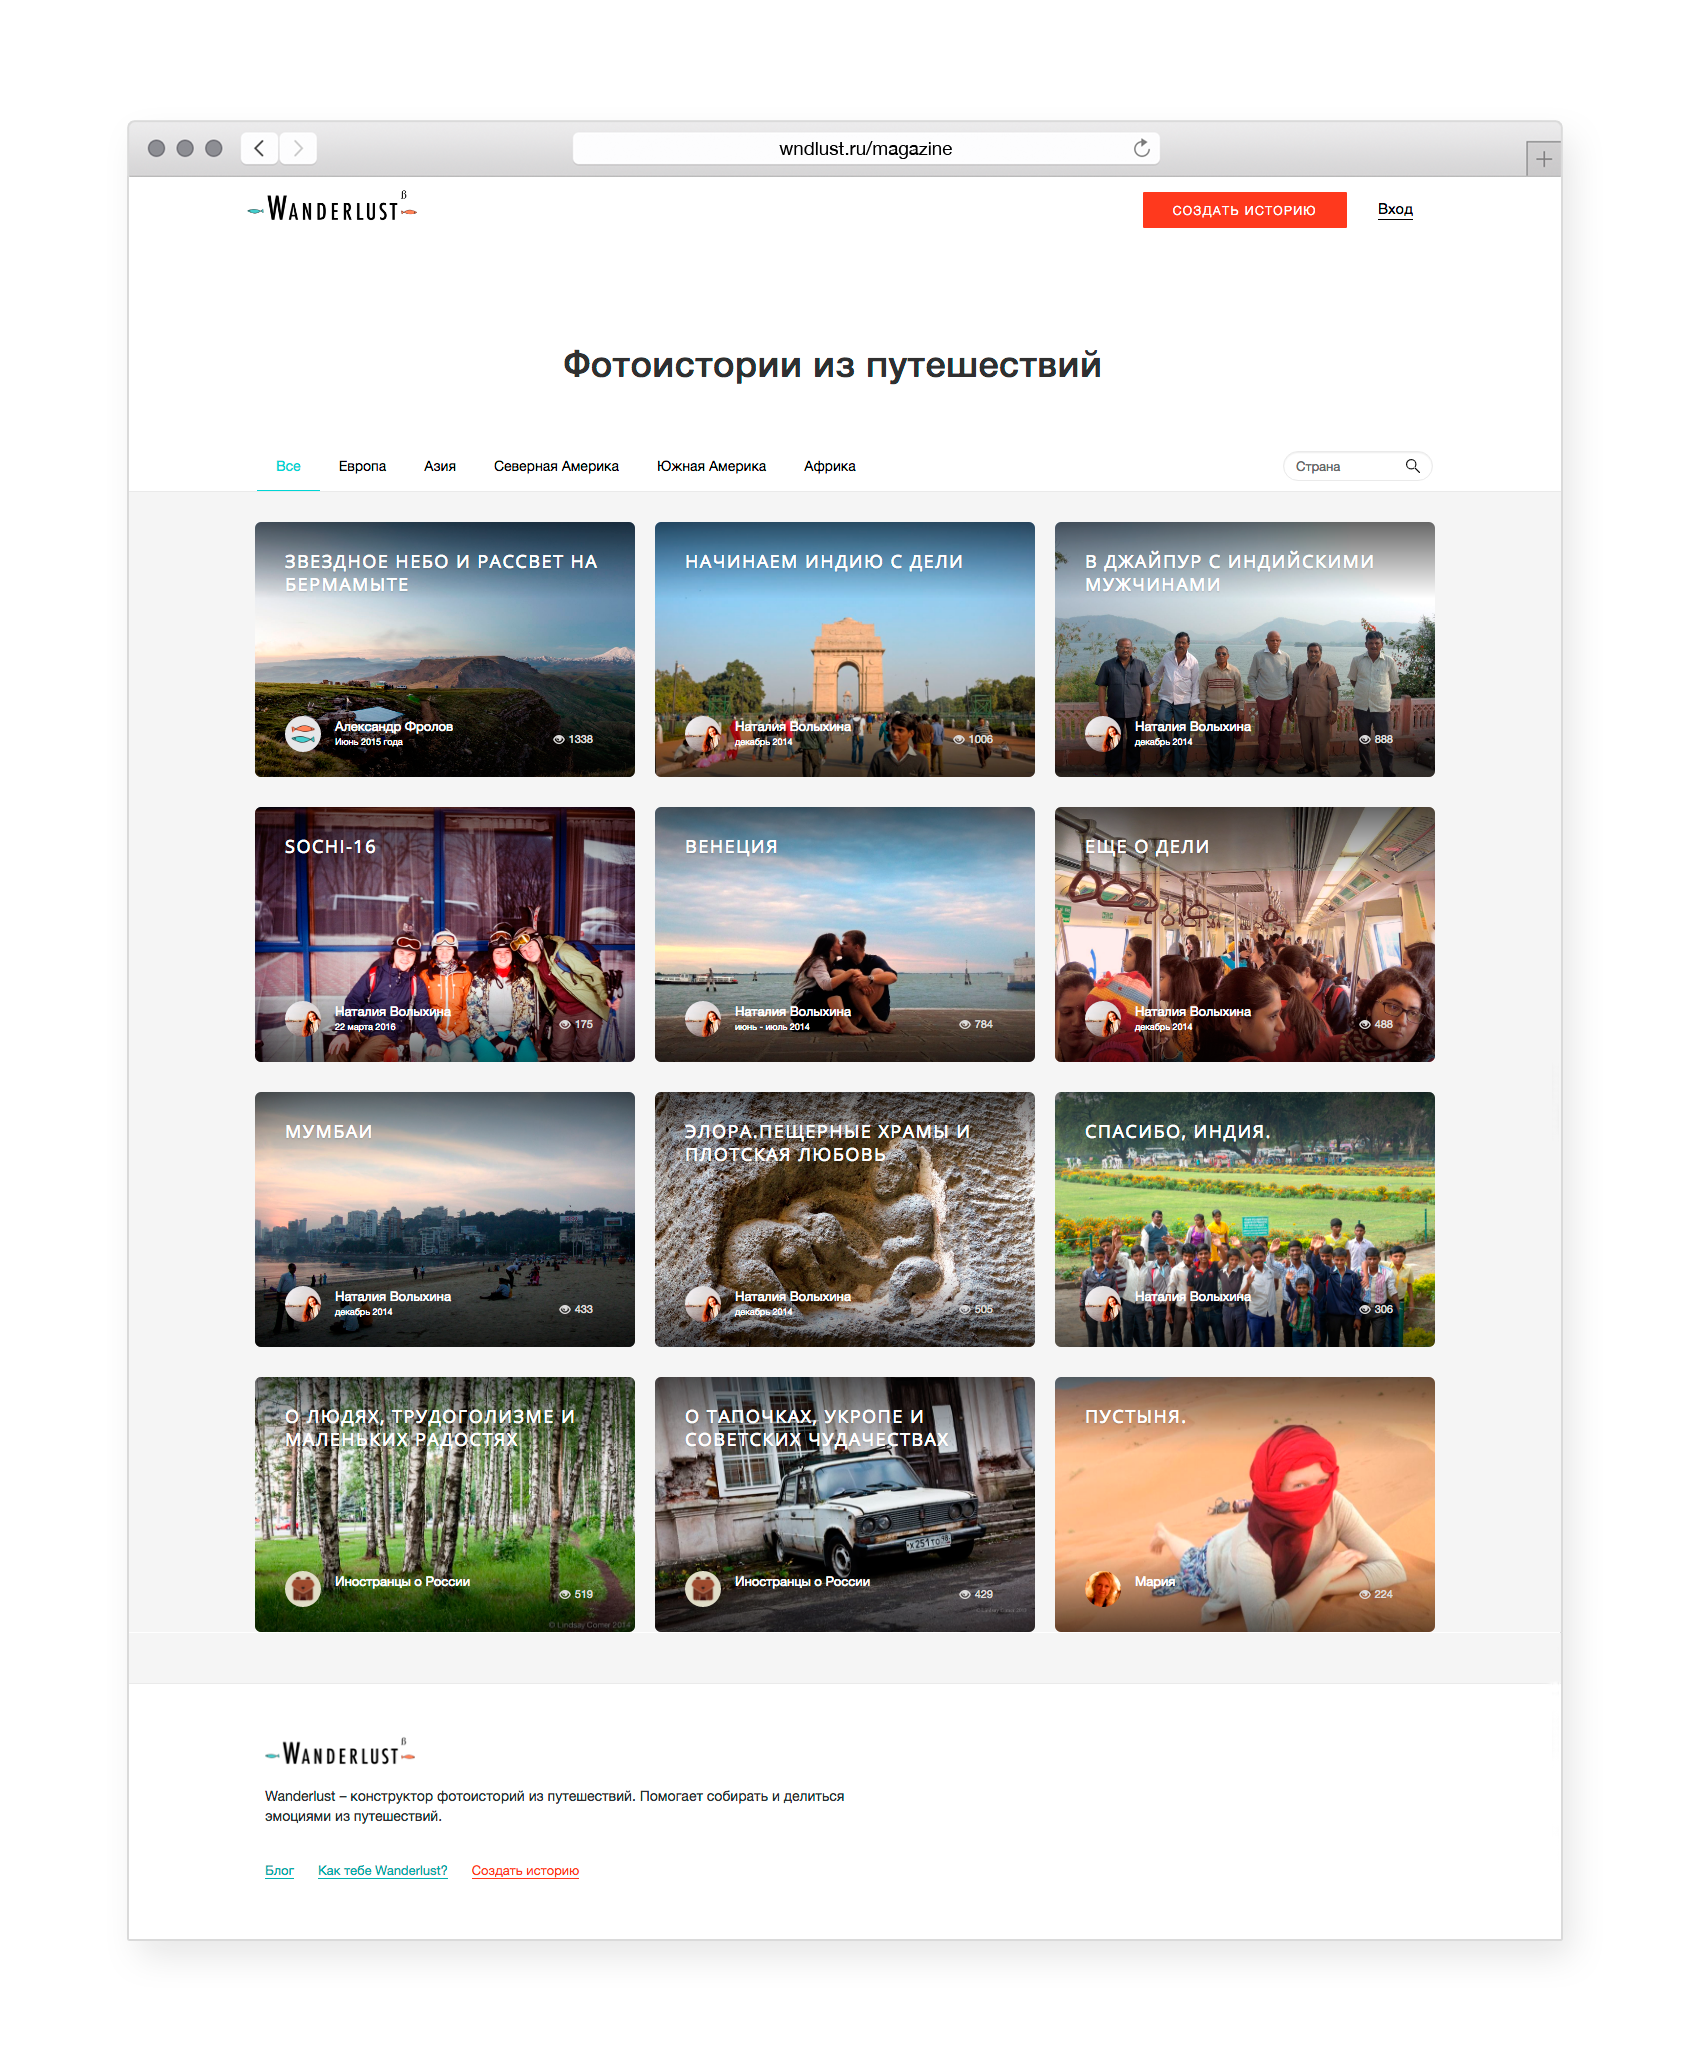 wndlust.ru/magazine
WANDERLUST β
СОЗДАТЬ ИСТОРИЮ
Вход
Фотоистории из путешествий
Все Европа Азия Северная Америка Южная Америка Африка
Страна
ЗВЕЗДНОЕ НЕБО И РАССВЕТ НА
БЕРМАМЫТЕ
Александр Фролов
Июнь 2015 года
1338
НАЧИНАЕМ ИНДИЮ С ДЕЛИ
Наталия Волыхина
декабрь 2014
1006
В ДЖАЙПУР С ИНДИЙСКИМИ
МУЖЧИНАМИ
Наталия Волыхина
декабрь 2014
888
SOCHI-16
Наталия Волыхина
22 марта 2016
175
ВЕНЕЦИЯ
Наталия Волыхина
июнь - июль 2014
784
ЕЩЕ О ДЕЛИ
Наталия Волыхина
декабрь 2014
488
МУМБАИ
Наталия Волыхина
декабрь 2014
433
ЭЛОРА.ПЕЩЕРНЫЕ ХРАМЫ И
ПЛОТСКАЯ ЛЮБОВЬ
Наталия Волыхина
декабрь 2014
505
СПАСИБО, ИНДИЯ.
Наталия Волыхина
306
О ЛЮДЯХ, ТРУДОГОЛИЗМЕ И
МАЛЕНЬКИХ РАДОСТЯХ
Иностранцы о России
519
© Lindsay Comer 2014
О ТАПОЧКАХ, УКРОПЕ И
СОВЕТСКИХ ЧУДАЧЕСТВАХ
х251то 98
Иностранцы о России
429
ПУСТЫНЯ.
Мария
224
WANDERLUST β
Wanderlust – конструктор фотоисторий из путешествий. Помогает собирать и делиться
эмоциями из путешествий.
Блог Как тебе Wanderlust? Создать историю